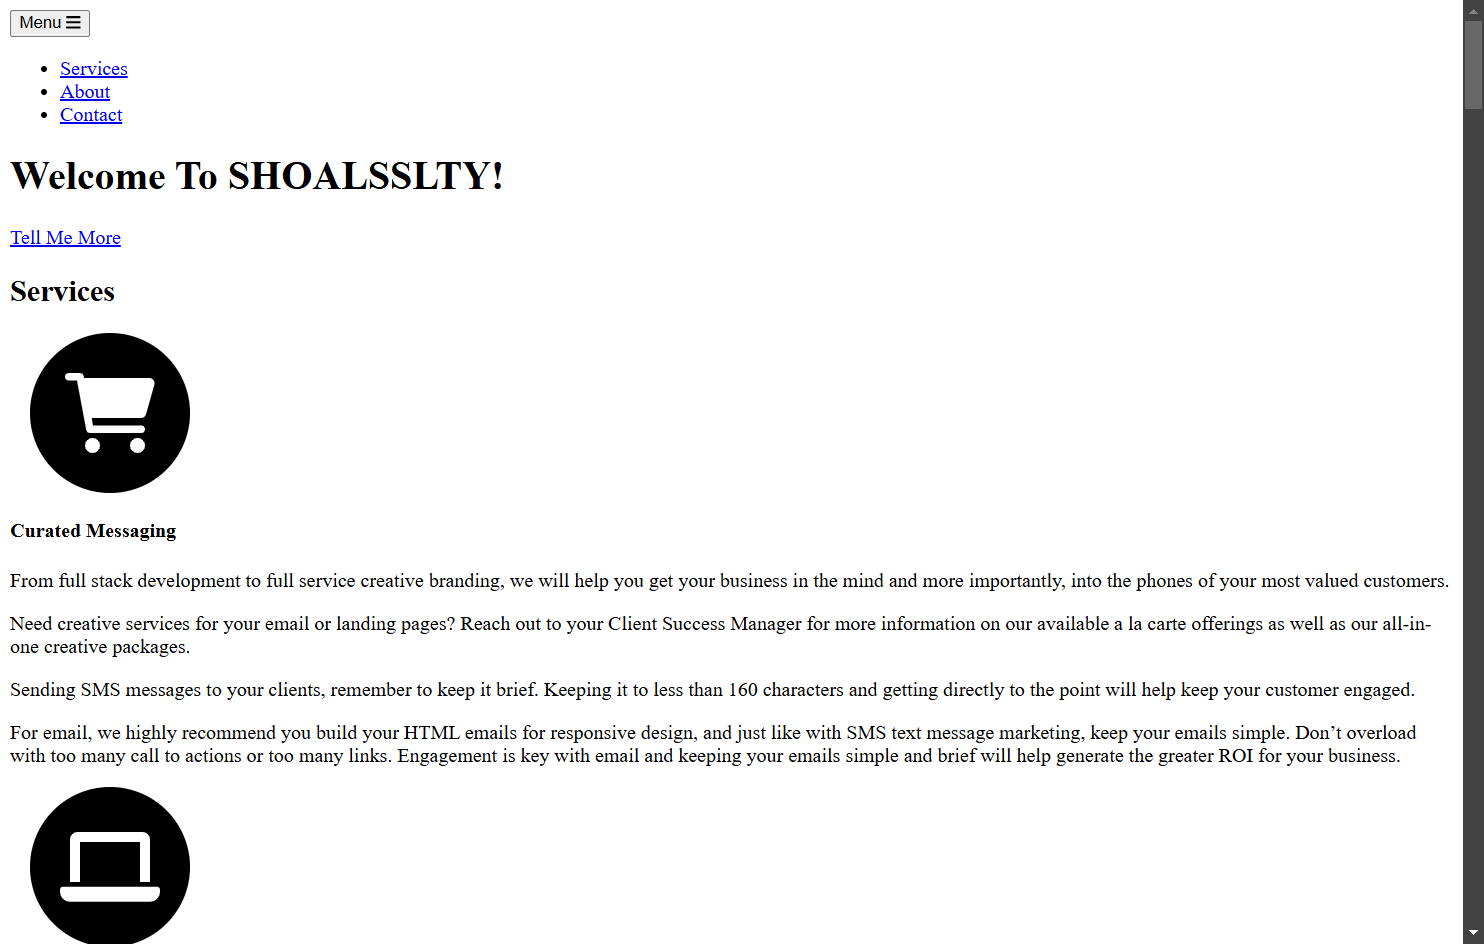 Menu
Services
About
Contact
Welcome To SHOALSSLTY!
Tell Me More
Services
Curated Messaging
From full stack development to full service creative branding, we will help you get your business in the mind and more importantly, into the phones of your most valued customers.
Need creative services for your email or landing pages? Reach out to your Client Success Manager for more information on our available a la carte offerings as well as our all-in-
one creative packages.
Sending SMS messages to your clients, remember to keep it brief. Keeping it to less than 160 characters and getting directly to the point will help keep your customer engaged.
For email, we highly recommend you build your HTML emails for responsive design, and just like with SMS text message marketing, keep your emails simple. Don’t overload
with too many call to actions or too many links. Engagement is key with email and keeping your emails simple and brief will help generate the greater ROI for your business.